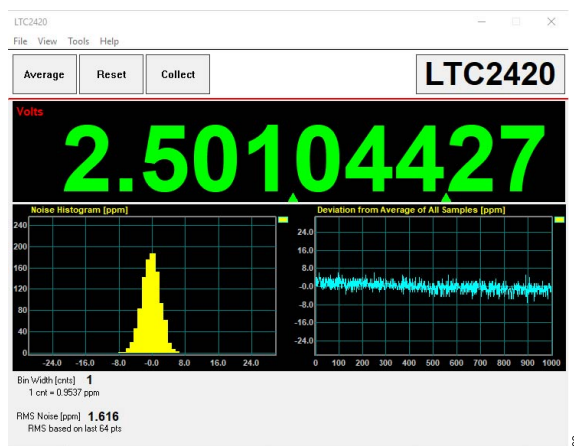 LTC2420
File View Tools Help
Average Reset Collect LTC2420
Volts
2.50104427
Noise Histogram [ppm]
240
200
160
120
80
40
0
-24.0 -16.0 -8.0 -0.0 8.0 16.0 24.0
Deviation from Average of All Samples [ppm]
24.0
16.0
8.0
-0.0
-8.0
-16.0
-24.0
0 100 200 300 400 500 600 700 800 900 1000
Bin Width [cnts] 1
1 cnt = 0.9537 ppm
RMS Noise [ppm] 1.616
RMS based on last 64 pts